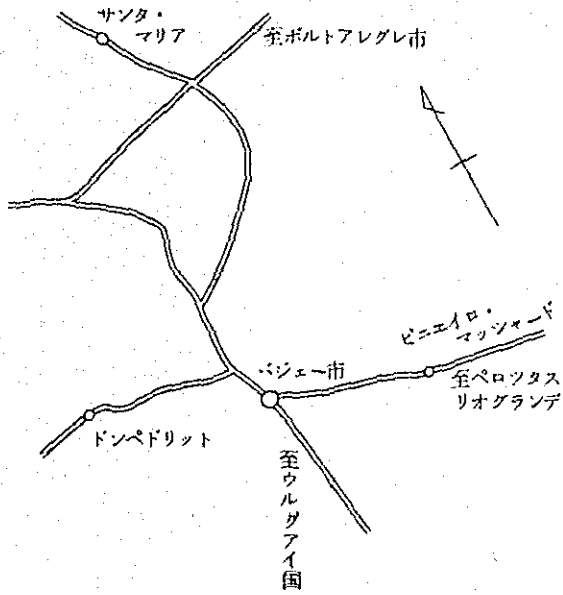 サンタ・
マリア
至ポルトアレグレ市
ピニエイロ・
マッシャード
バジェー市
至ペロツタス
リオグランデ
ドンペドリット
至ウルグアイ国